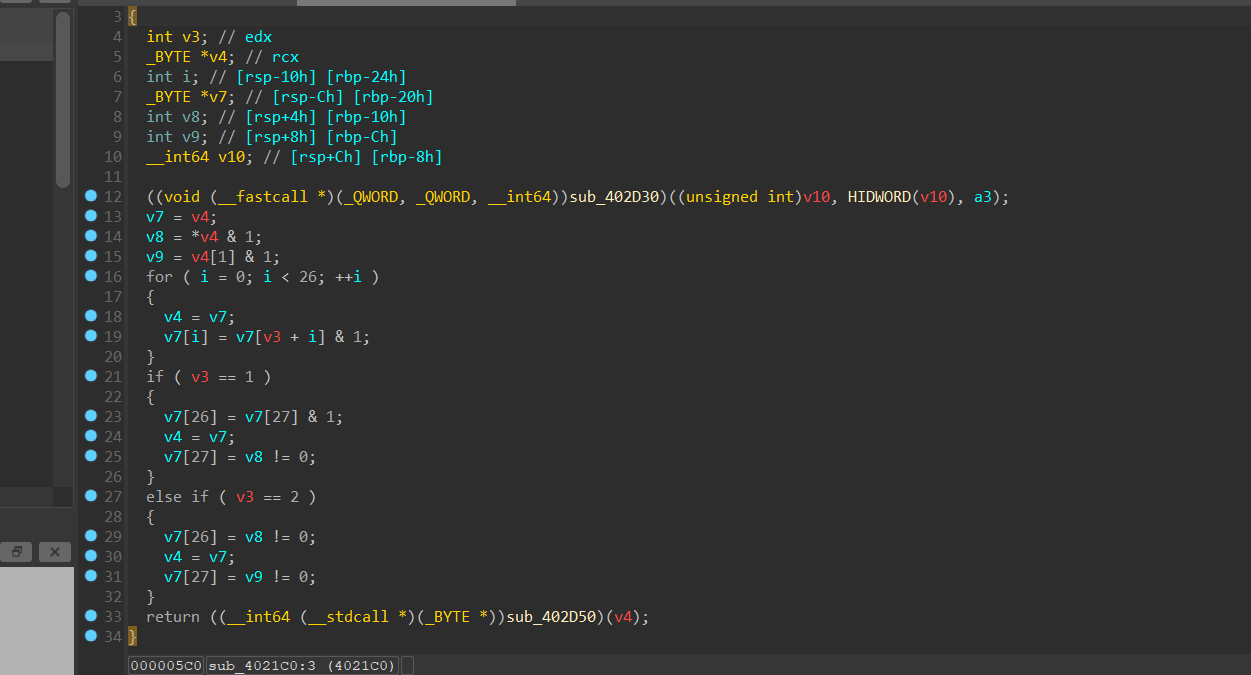 3 {
4 int v3; // edx
5 _BYTE *v4; // rcx
6 int i; // [rsp-10h] [rbp-24h]
7 _BYTE *v7; // [rsp-Ch] [rbp-20h]
8 int v8; // [rsp+4h] [rbp-10h]
9 int v9; // [rsp+8h] [rbp-Ch]
10 __int64 v10; // [rsp+Ch] [rbp-8h]
11
12 ((void (__fastcall *)(_QWORD, _QWORD, __int64))sub_402D30)((unsigned int)v10, HIDWORD(v10), a3);
13 v7 = v4;
14 v8 = *v4 & 1;
15 v9 = v4[1] & 1;
16 for ( i = 0; i < 26; ++i )
17 {
18 v4 = v7;
19 v7[i] = v7[v3 + i] & 1;
20 }
21 if ( v3 == 1 )
22 {
23 v7[26] = v7[27] & 1;
24 v4 = v7;
25 v7[27] = v8 != 0;
26 }
27 else if ( v3 == 2 )
28 {
29 v7[26] = v8 != 0;
30 v4 = v7;
31 v7[27] = v9 != 0;
32 }
33 return ((__int64 (__stdcall *)(_BYTE *))sub_402D50)(v4);
34 }
000005C0 sub_4021C0:3 (4021C0)